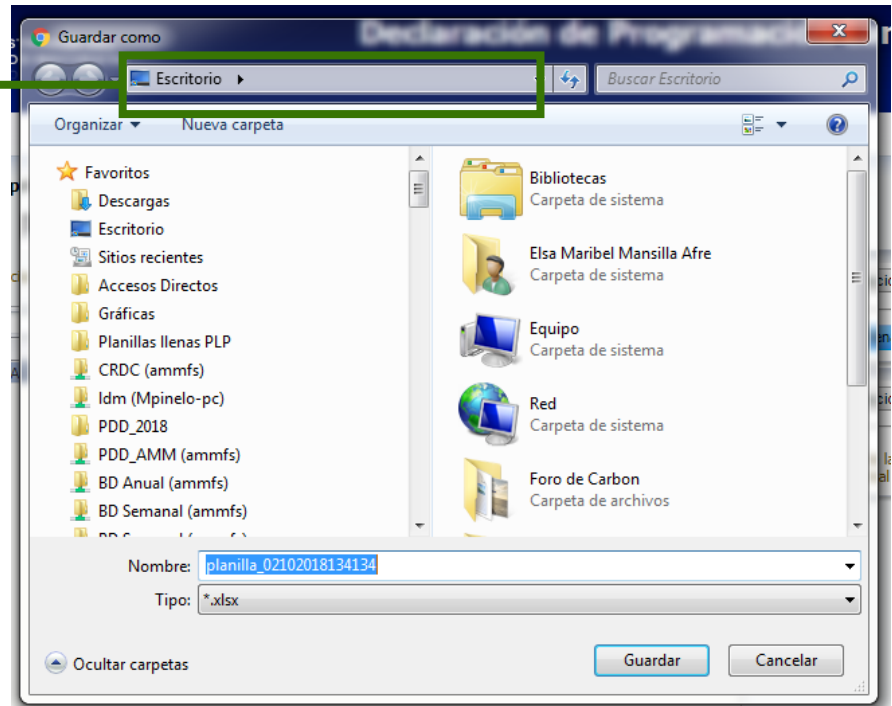 Declaración de Programación
Guardar como
Escritorio
Buscar Escritorio
Organizar
Nueva carpeta
Favoritos
Descargas
Escritorio
Sitios recientes
Accesos Directos
Gráficas
Planillas llenas PLP
CRDC (ammfs)
Idm (Mpinelo-pc)
PDD_2018
PDD_AMM (ammfs)
BD Anual (ammfs)
BD Semanal (ammfs)
Bibliotecas
Carpeta de sistema
Elsa Maribel Mansilla Afre
Carpeta de sistema
Equipo
Carpeta de sistema
Red
Carpeta de sistema
Foro de Carbon
Carpeta de archivos
Nombre: planilla_02102018134134
Tipo: *.xlsx
Ocultar carpetas
Guardar
Cancelar